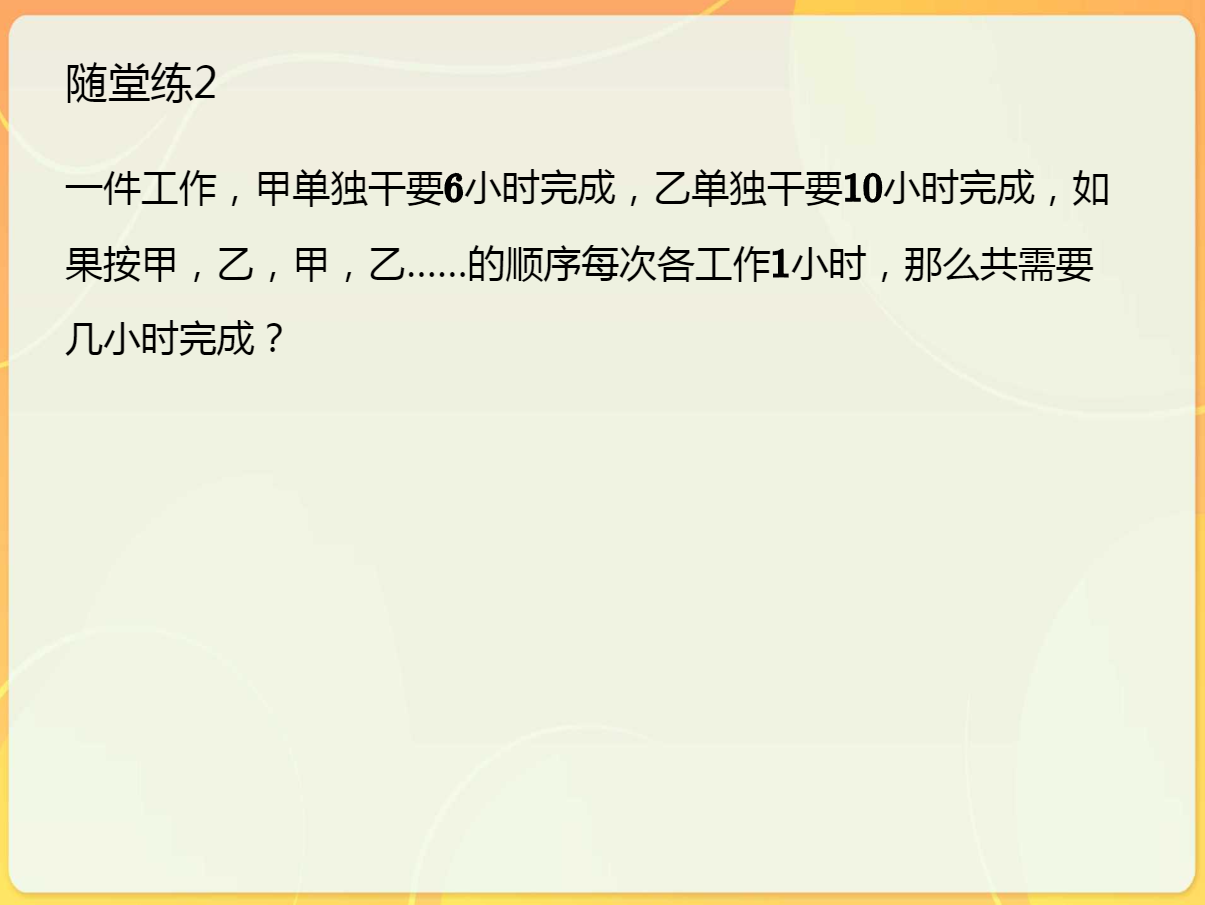 随堂练2
一件工作，甲单独干要6小时完成，乙单独干要10小时完成，如
果按甲，乙，甲，乙……的顺序每次各工作1小时，那么共需要
几小时完成？